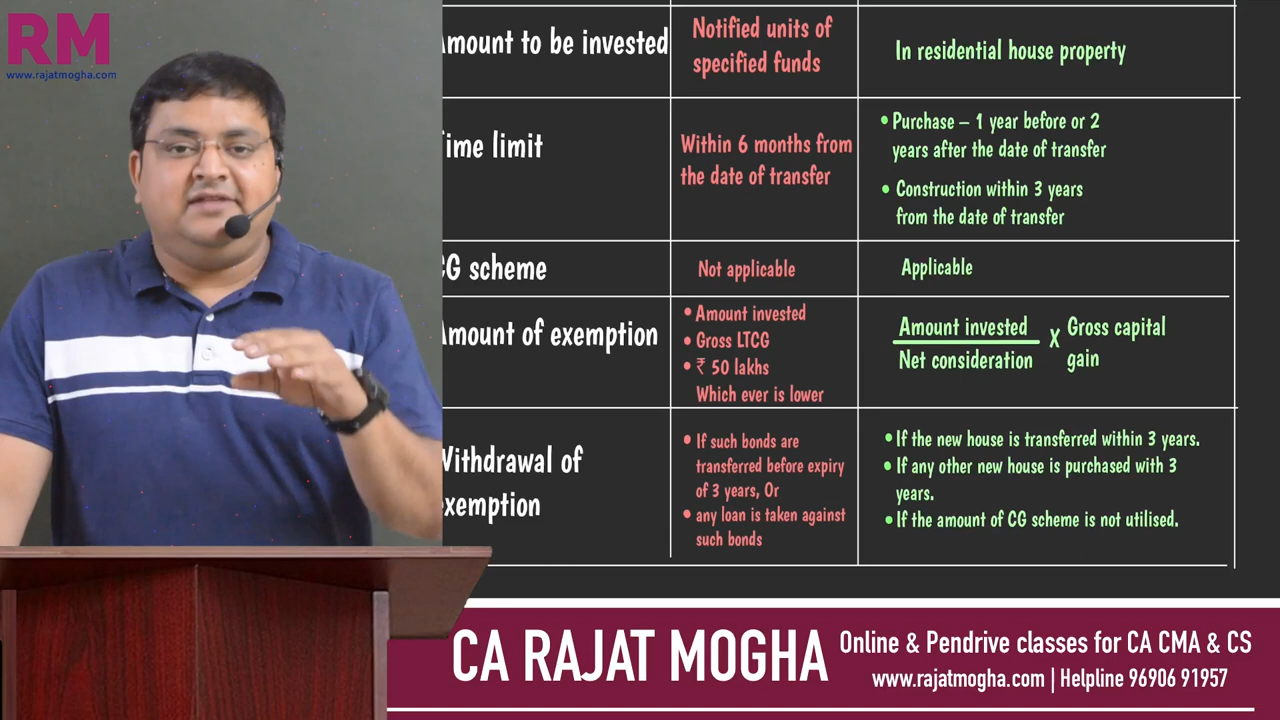 RM
www.rajatmogha.com
Amount to be invested
Notified units of
specified funds
In residential house property
Time limit
Within 6 months from
the date of transfer
• Purchase – 1 year before or 2
years after the date of transfer
• Construction within 3 years
from the date of transfer
CG scheme
Not applicable
Applicable
Amount of exemption
• Amount invested
• Gross LTCG
• ₹ 50 lakhs
Which ever is lower
Amount invested
Net consideration
X Gross capital
gain
Withdrawal of
exemption
• If such bonds are
transferred before expiry
of 3 years, Or
• any loan is taken against
such bonds
• If the new house is transferred within 3 years.
• If any other new house is purchased with 3
years.
• If the amount of CG scheme is not utilised.
CA RAJAT MOGHA
Online & Pendrive classes for CA CMA & CS
www.rajatmogha.com | Helpline 96906 91957